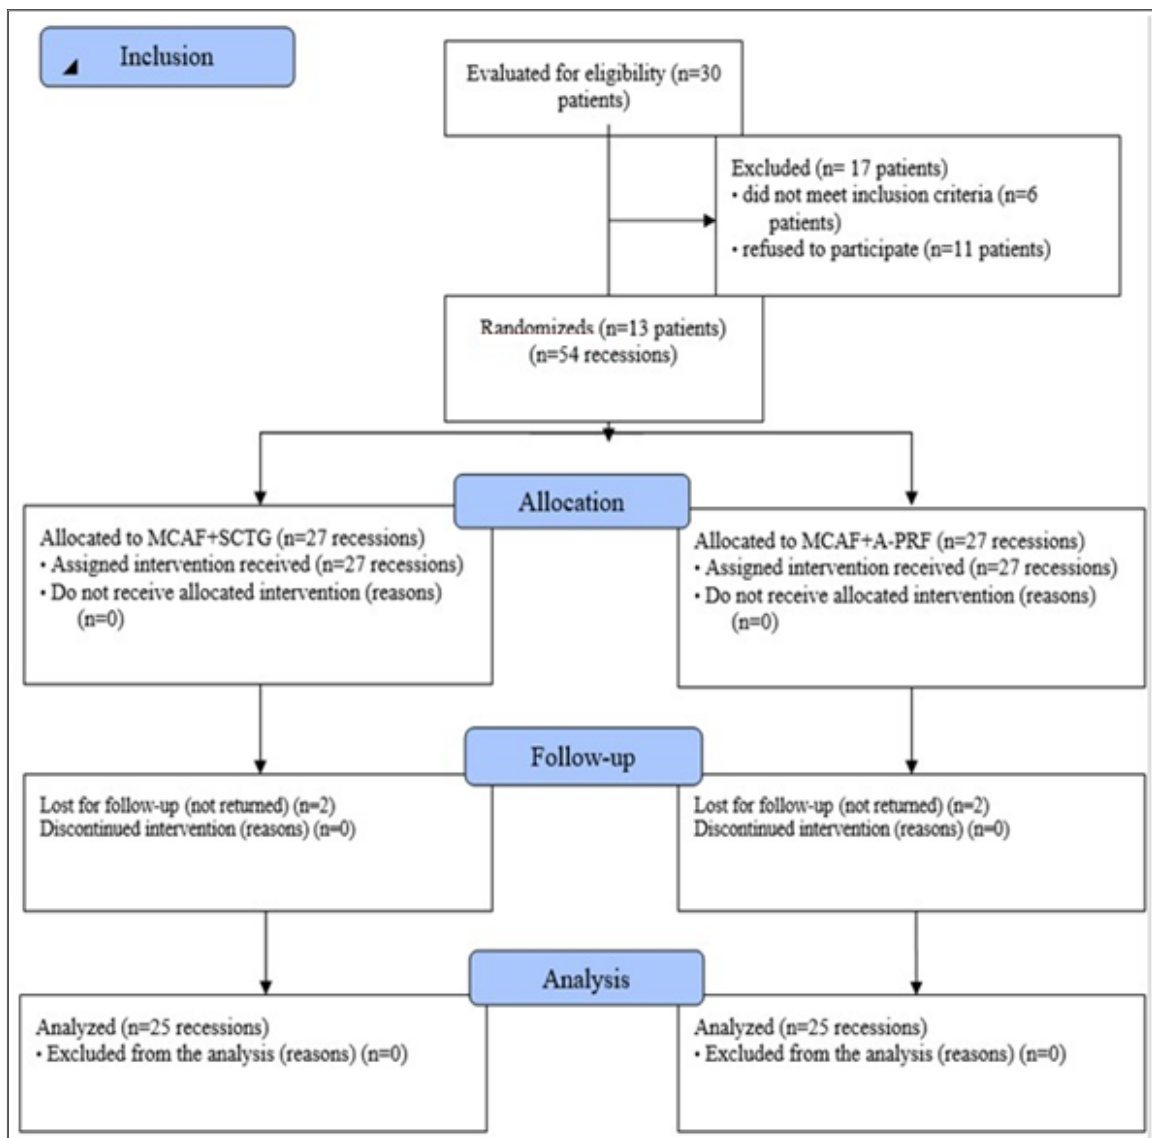 Inclusion
Evaluated for eligibility (n=30
patients)
Excluded (n= 17 patients)
• did not meet inclusion criteria (n=6
patients)
• refused to participate (n=11 patients)
Randomizeds (n=13 patients)
(n=54 recessions)
Allocation
Allocated to MCAF+SCTG (n=27 recessions)
• Assigned intervention received (n=27 recessions)
• Do not receive allocated intervention (reasons)
(n=0)
Allocated to MCAF+A-PRF (n=27 recessions)
• Assigned intervention received (n=27 recessions)
• Do not receive allocated intervention (reasons)
(n=0)
Follow-up
Lost for follow-up (not returned) (n=2)
Discontinued intervention (reasons) (n=0)
Lost for follow-up (not returned) (n=2)
Discontinued intervention (reasons) (n=0)
Analysis
Analyzed (n=25 recessions)
• Excluded from the analysis (reasons) (n=0)
Analyzed (n=25 recessions)
• Excluded from the analysis (reasons) (n=0)